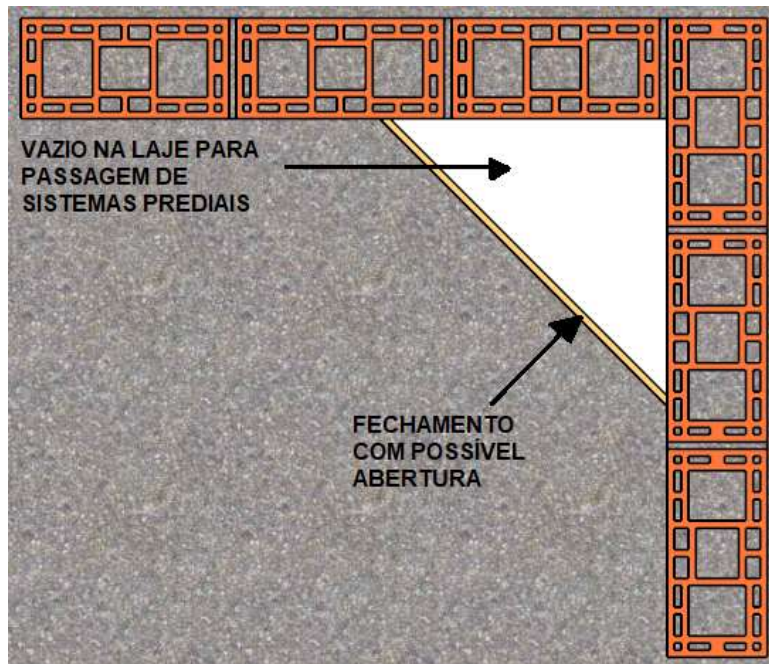 VAZIO NA LAJE PARA
PASSAGEM DE
SISTEMAS PREDIAIS
FECHAMENTO
COM POSSÍVEL
ABERTURA